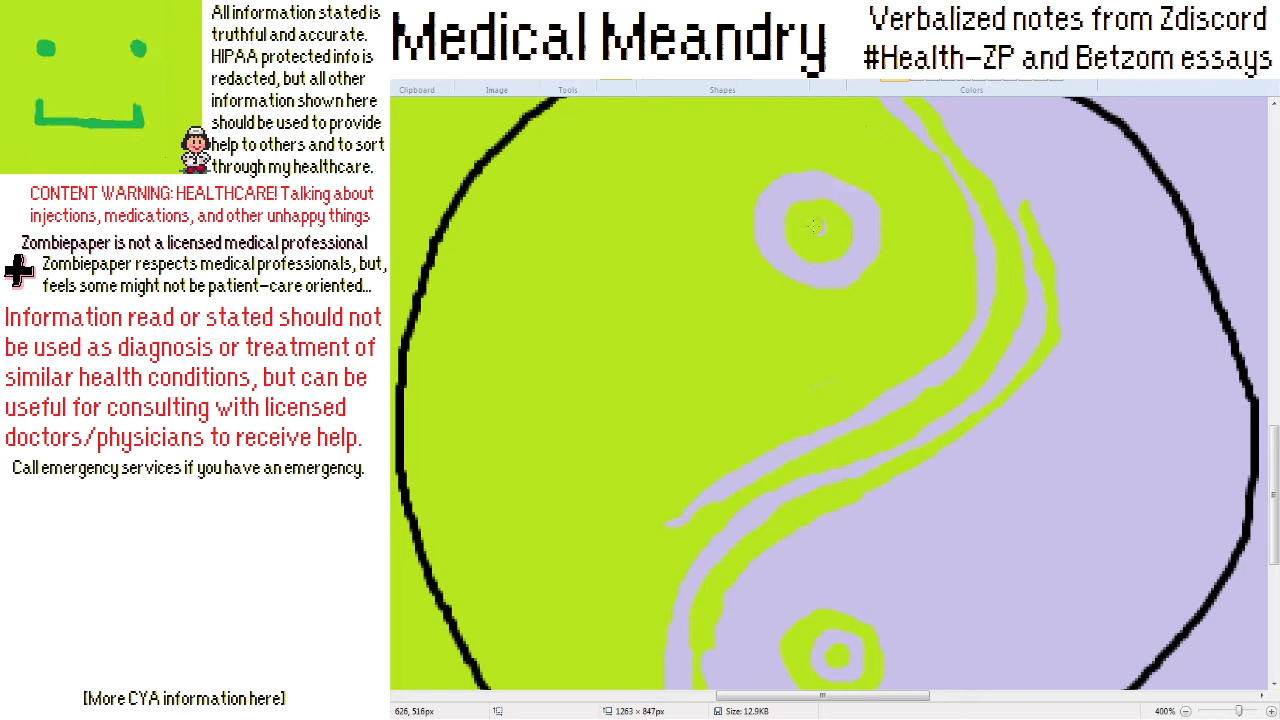 All information stated is
truthful and accurate.
HIPAA protected info is
redacted, but all other
information shown here
should be used to provide
help to others and to sort
through my healthcare.
CONTENT WARNING: HEALTHCARE! Talking about
injections, medications, and other unhappy things
Zombiepaper is not a licensed medical professional
Zombiepaper respects medical professionals, but,
feels some might not be patient-care oriented...
Information read or stated should not
be used as diagnosis or treatment of
similar health conditions, but can be
useful for consulting with licensed
doctors/physicians to receive help.
Call emergency services if you have an emergency.
[More CYA information here]
Medical Meandry
Verbalized notes from Zdiscord
#Health-ZP and Betzom essays
Clipboard Image Tools Shapes Colors
626, 516px 1263 × 847px Size: 12.9KB 400%